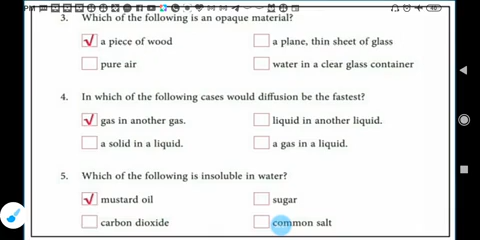 PM
3. Which of the following is an opaque material?
√ a piece of wood a plane, thin sheet of glass
pure air water in a clear glass container
4. In which of the following cases would diffusion be the fastest?
√ gas in another gas. liquid in another liquid.
a solid in a liquid. a gas in a liquid.
5. Which of the following is insoluble in water?
√ mustard oil sugar
carbon dioxide common salt